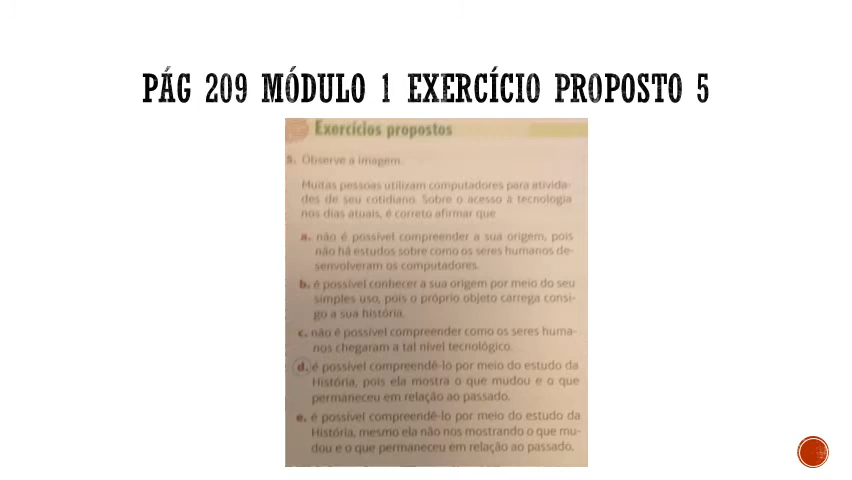 PÁG 209 MÓDULO 1 EXERCÍCIO PROPOSTO 5
Exercícios propostos
5. Observe a imagem.
Muitas pessoas utilizam computadores para ativida-
des de seu cotidiano. Sobre o acesso à tecnologia
nos dias atuais, é correto afirmar que
a. não é possível compreender a sua origem, pois
não há estudos sobre como os seres humanos de-
senvolveram os computadores.
b. é possível conhecer a sua origem por meio do seu
simples uso, pois o próprio objeto carrega consi-
go a sua história.
c. não é possível compreender como os seres huma-
nos chegaram a tal nível tecnológico.
d. é possível compreendê-lo por meio do estudo da
História, pois ela mostra o que mudou e o que
permaneceu em relação ao passado.
e. é possível compreendê-lo por meio do estudo da
História, mesmo ela não nos mostrando o que mu-
dou e o que permaneceu em relação ao passado.